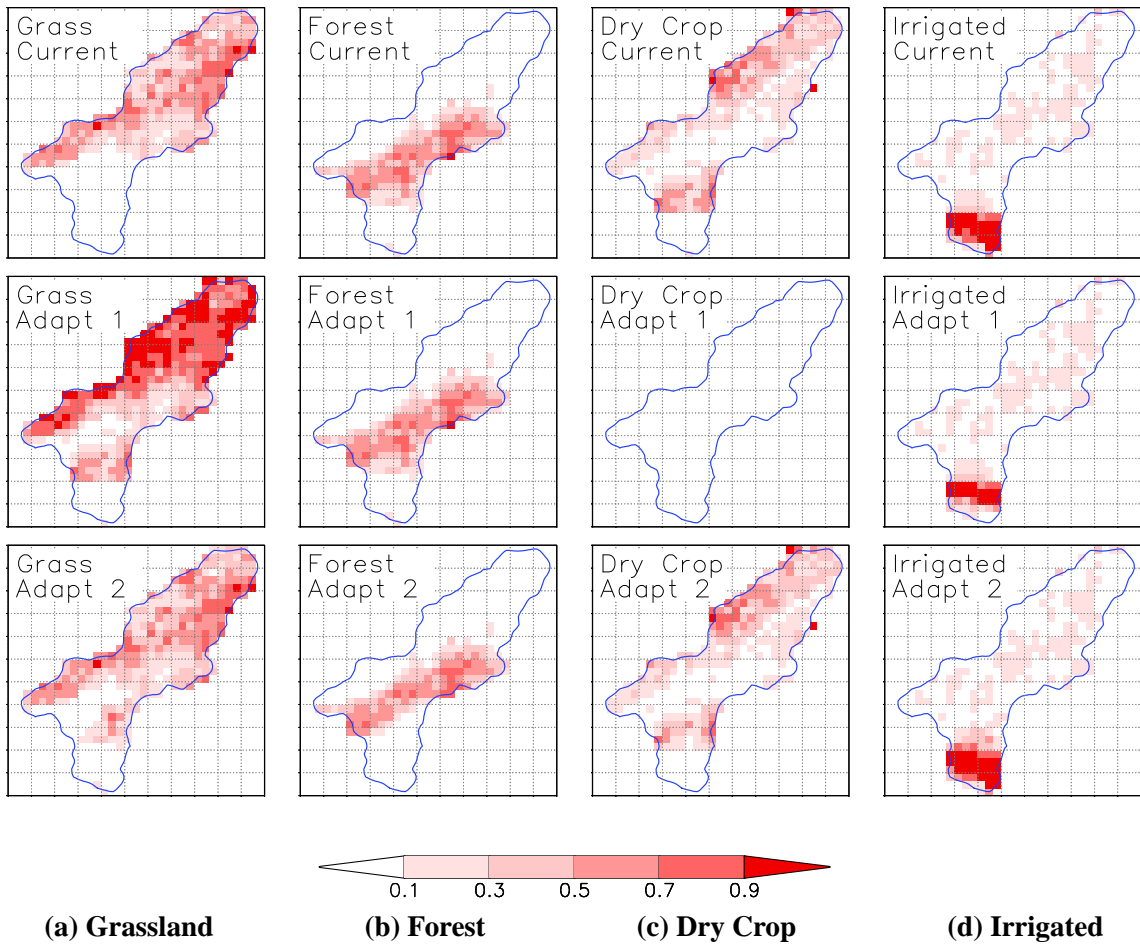 Grass
Current
Forest
Current
Dry Crop
Current
Irrigated
Current
Grass
Adapt 1
Forest
Adapt 1
Dry Crop
Adapt 1
Irrigated
Adapt 1
Grass
Adapt 2
Forest
Adapt 2
Dry Crop
Adapt 2
Irrigated
Adapt 2
0.1 0.3 0.5 0.7 0.9
(a) Grassland
(b) Forest
(c) Dry Crop
(d) Irrigated